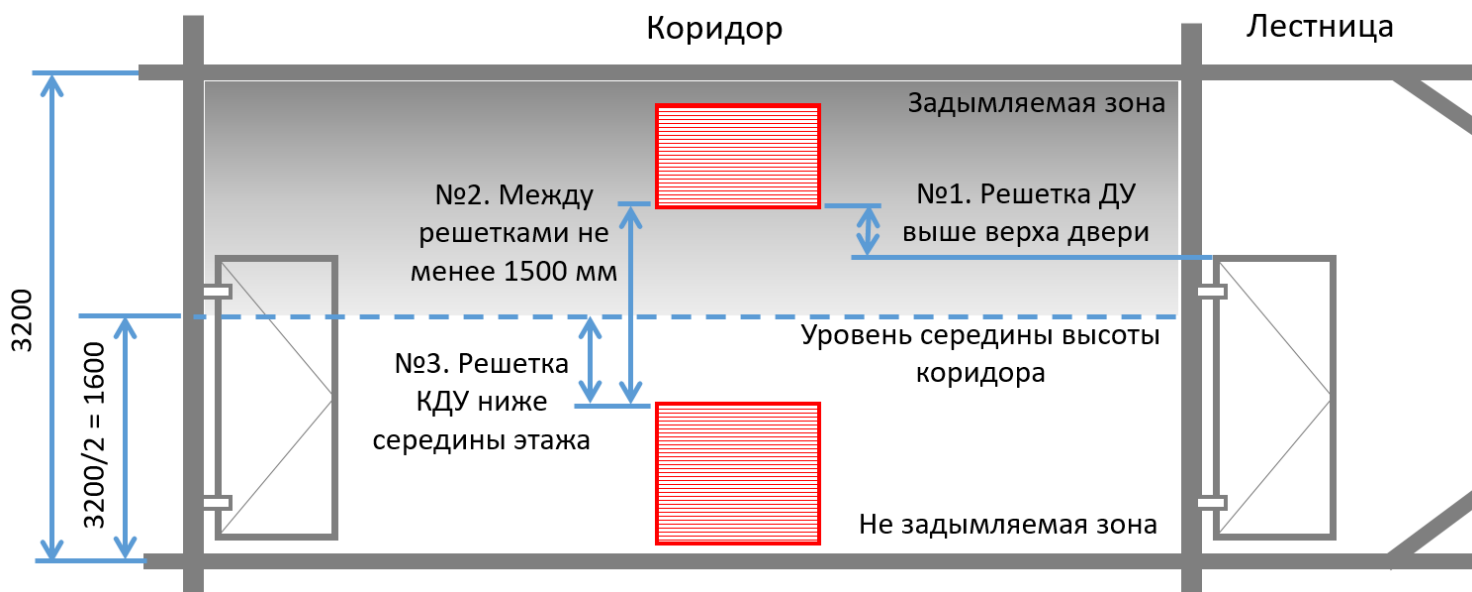 Коридор
Лестница
Задымляемая зона
№2. Между
решетками не
менее 1500 мм
№1. Решетка ДУ
выше верха двери
3200
3200/2 = 1600
Уровень середины высоты
коридора
№3. Решетка
КДУ ниже
середины этажа
Не задымляемая зона